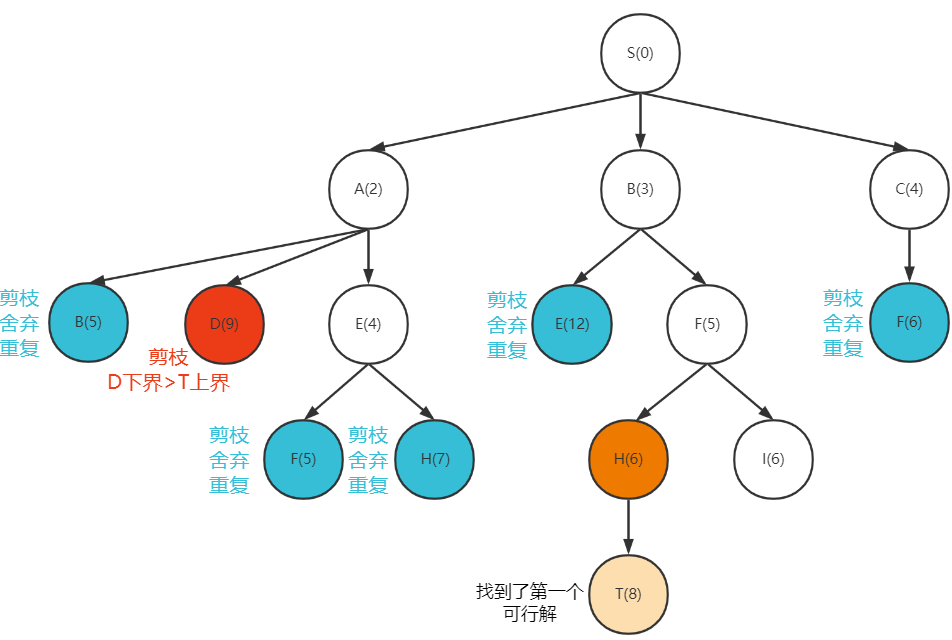 S(0)
A(2)
B(3)
C(4)
剪枝
舍弃
重复
B(5)
D(9)
剪枝
D下界>T上界
E(4)
剪枝
舍弃
重复
E(12)
F(5)
剪枝
舍弃
重复
F(6)
剪枝
舍弃
重复
F(5)
剪枝
舍弃
重复
H(7)
H(6)
I(6)
找到了第一个
可行解
T(8)